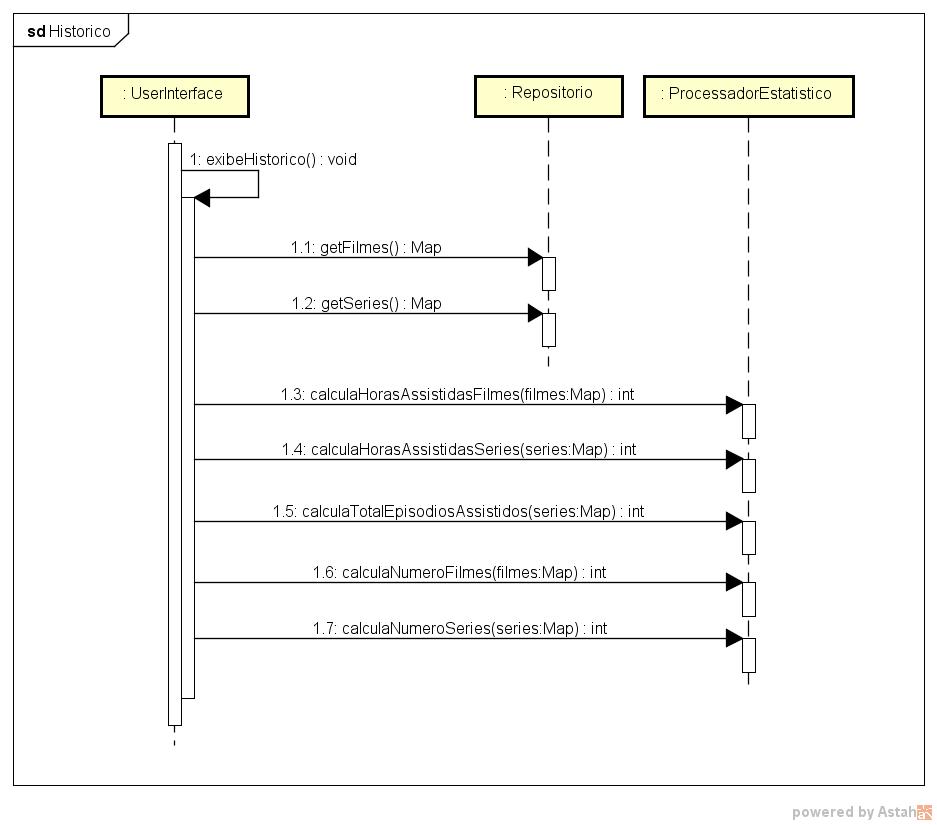 sd Historico
: UserInterface
: Repositorio
: ProcessadorEstatistico
1: exibeHistorico() : void
1.1: getFilmes() : Map
1.2: getSeries() : Map
1.3: calculaHorasAssistidasFilmes(filmes:Map) : int
1.4: calculaHorasAssistidasSeries(series:Map) : int
1.5: calculaTotalEpisodiosAssistidos(series:Map) : int
1.6: calculaNumeroFilmes(filmes:Map) : int
1.7: calculaNumeroSeries(series:Map) : int
powered by Astah